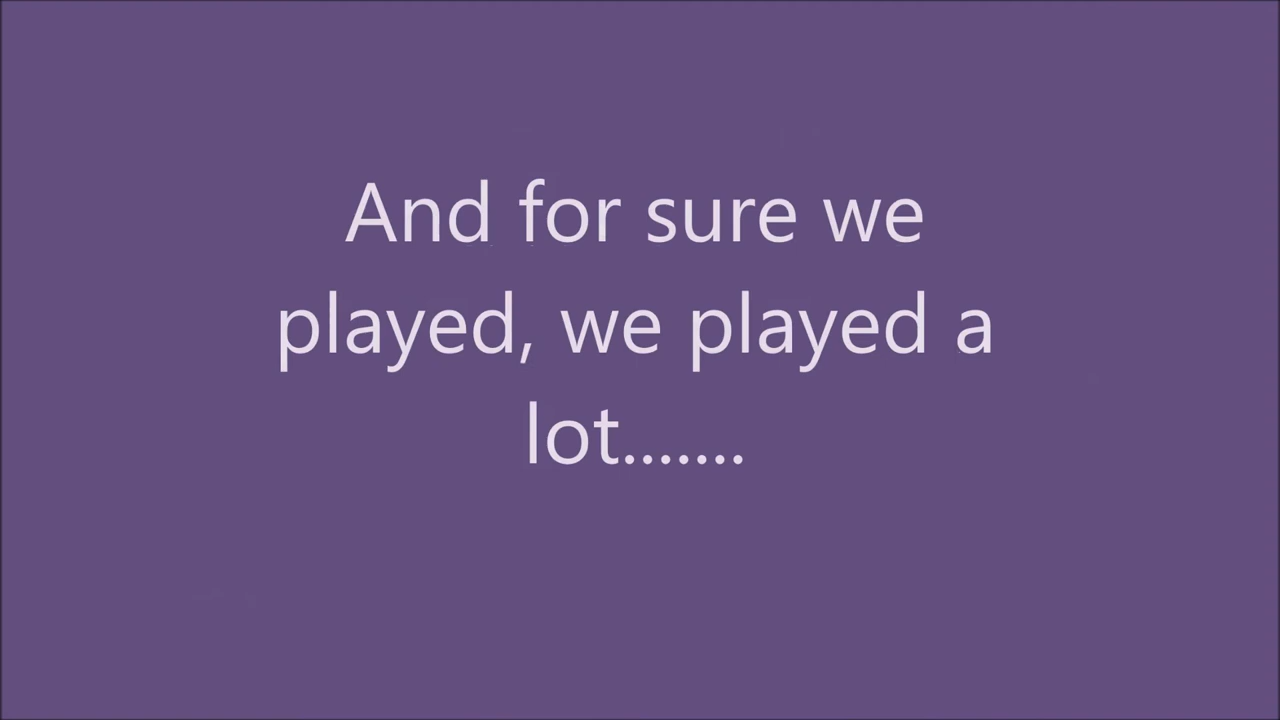 And for sure we
played, we played a
lot.......